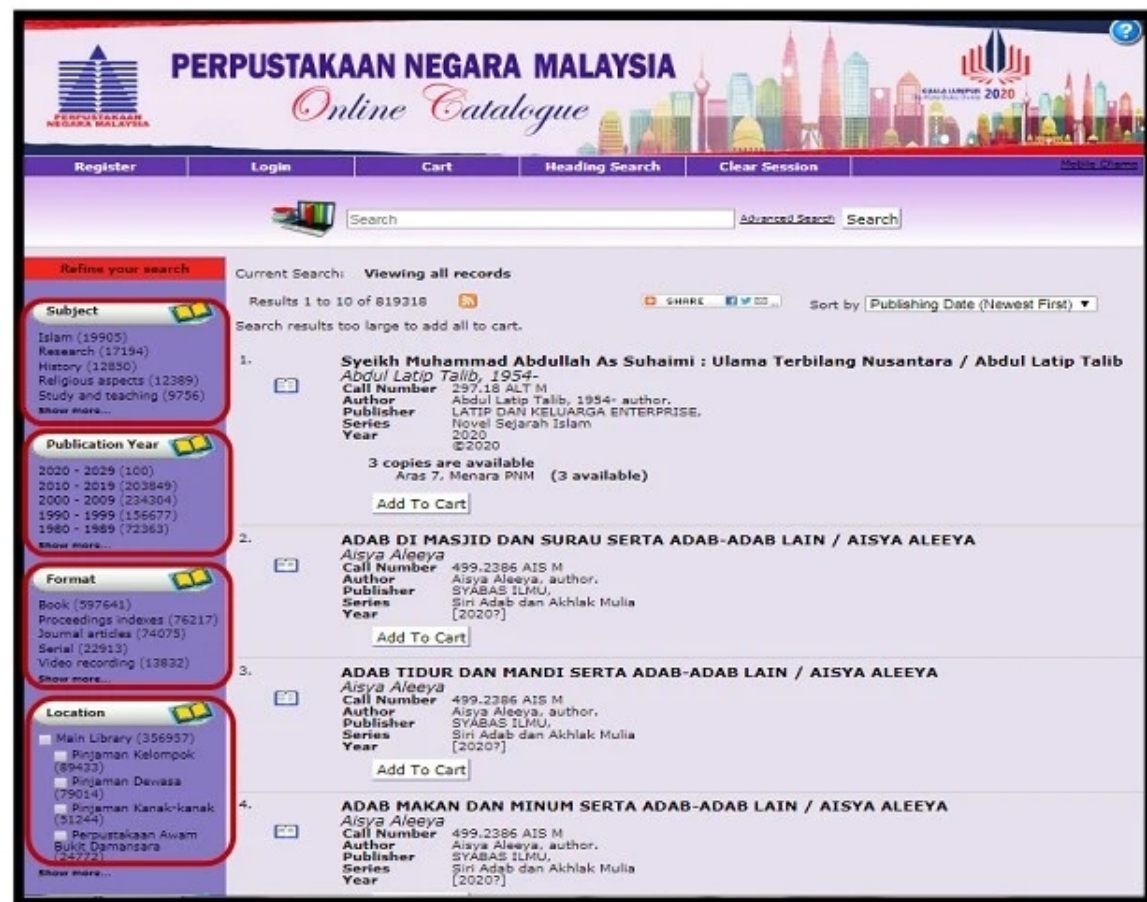 PERPUSTAKAAN NEGARA MALAYSIA
Online Catalogue
PERPUSTAKAAN
NEGARA MALAYSIA
KUALA LUMPUR 2020
Register Login Cart Heading Search Clear Session Mobile Chamo
Search Advanced Search Search
Refine your search
Subject
Islam (19905)
Research (17194)
History (12850)
Religious aspects (12389)
Study and teaching (9756)
Show more...
Publication Year
2020 - 2029 (100)
2010 - 2019 (203849)
2000 - 2009 (234304)
1990 - 1999 (156677)
1980 - 1989 (72363)
Show more...
Format
Book (597641)
Proceedings indexes (76217)
Journal articles (74075)
Serial (22913)
Video recording (13832)
Show more...
Location
Main Library (356957)
Pinjaman Kelompok
(89433)
Pinjaman Dewasa
(79014)
Pinjaman Kanak-kanak
(51244)
Perpustakaan Awam
Bukit Damansara
(24772)
Show more...
Current Search: Viewing all records
Results 1 to 10 of 819318
SHARE
Sort by Publishing Date (Newest First)
Search results too large to add all to cart.
1. Syeikh Muhammad Abdullah As Suhaimi : Ulama Terbilang Nusantara / Abdul Latip Talib
Abdul Latip Talib, 1954-
Call Number 297.18 ALT M
Author Abdul Latip Talib, 1954- author.
Publisher LATIP DAN KELUARGA ENTERPRISE,
Series Novel Sejarah Islam
Year 2020
©2020
3 copies are available
Aras 7, Menara PNM (3 available)
Add To Cart
2. ADAB DI MASJID DAN SURAU SERTA ADAB-ADAB LAIN / AISYA ALEEYA
Aisya Aleeya
Call Number 499.2386 AIS M
Author Aisya Aleeya, author.
Publisher SYABAS ILMU,
Series Siri Adab dan Akhlak Mulia
Year [2020?]
Add To Cart
3. ADAB TIDUR DAN MANDI SERTA ADAB-ADAB LAIN / AISYA ALEEYA
Aisya Aleeya
Call Number 499.2386 AIS M
Author Aisya Aleeya, author.
Publisher SYABAS ILMU,
Series Siri Adab dan Akhlak Mulia
Year [2020?]
Add To Cart
4. ADAB MAKAN DAN MINUM SERTA ADAB-ADAB LAIN / AISYA ALEEYA
Aisya Aleeya
Call Number 499.2386 AIS M
Author Aisya Aleeya, author.
Publisher SYABAS ILMU,
Series Siri Adab dan Akhlak Mulia
Year [2020?]